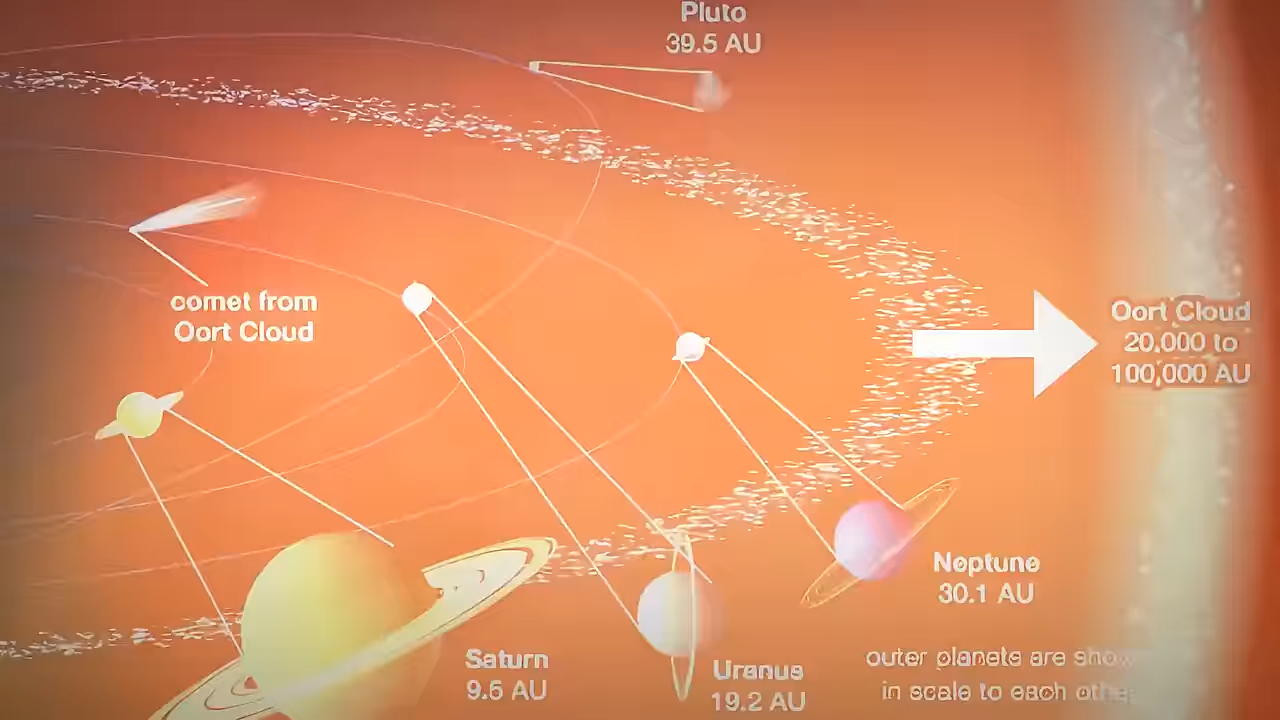 Pluto
39.5 AU
comet from
Oort Cloud
Oort Cloud
20,000 to
100,000 AU
Neptune
30.1 AU
Saturn
9.6 AU
Uranus
19.2 AU
outer planets are
in scale to each